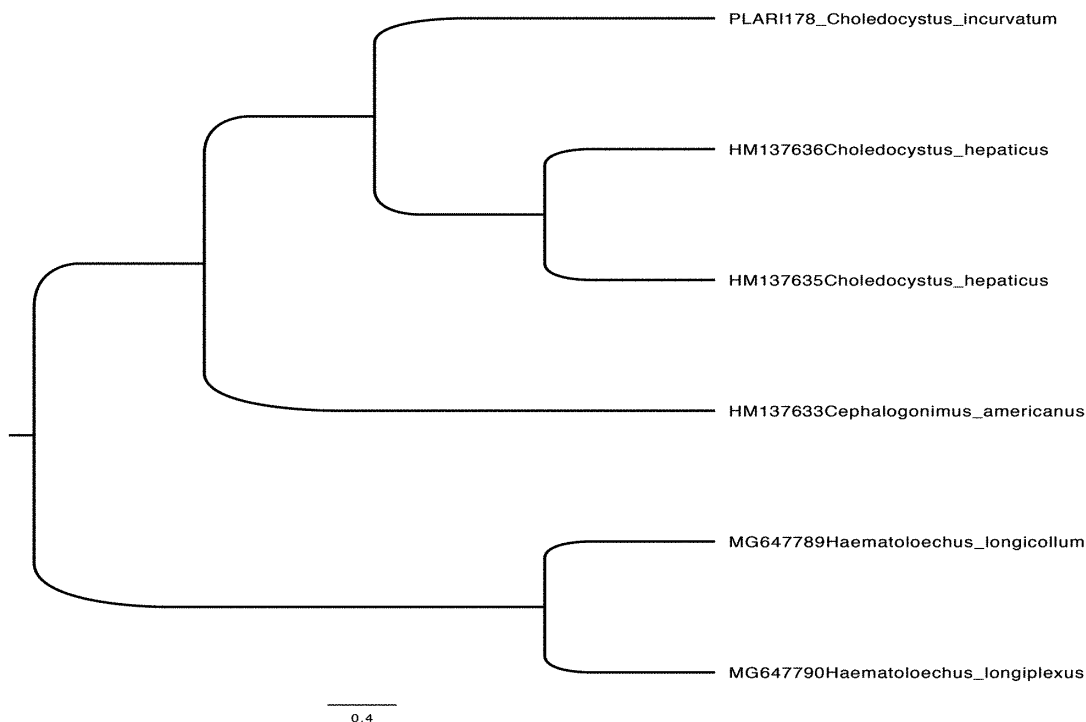 PLARI178_Choledocystus_incurvatum
HM137636Choledocystus_hepaticus
HM137635Choledocystus_hepaticus
HM137633Cephalogonimus_americanus
MG647789Haematoloechus_longicollum
MG647790Haematoloechus_longiplexus
0.4